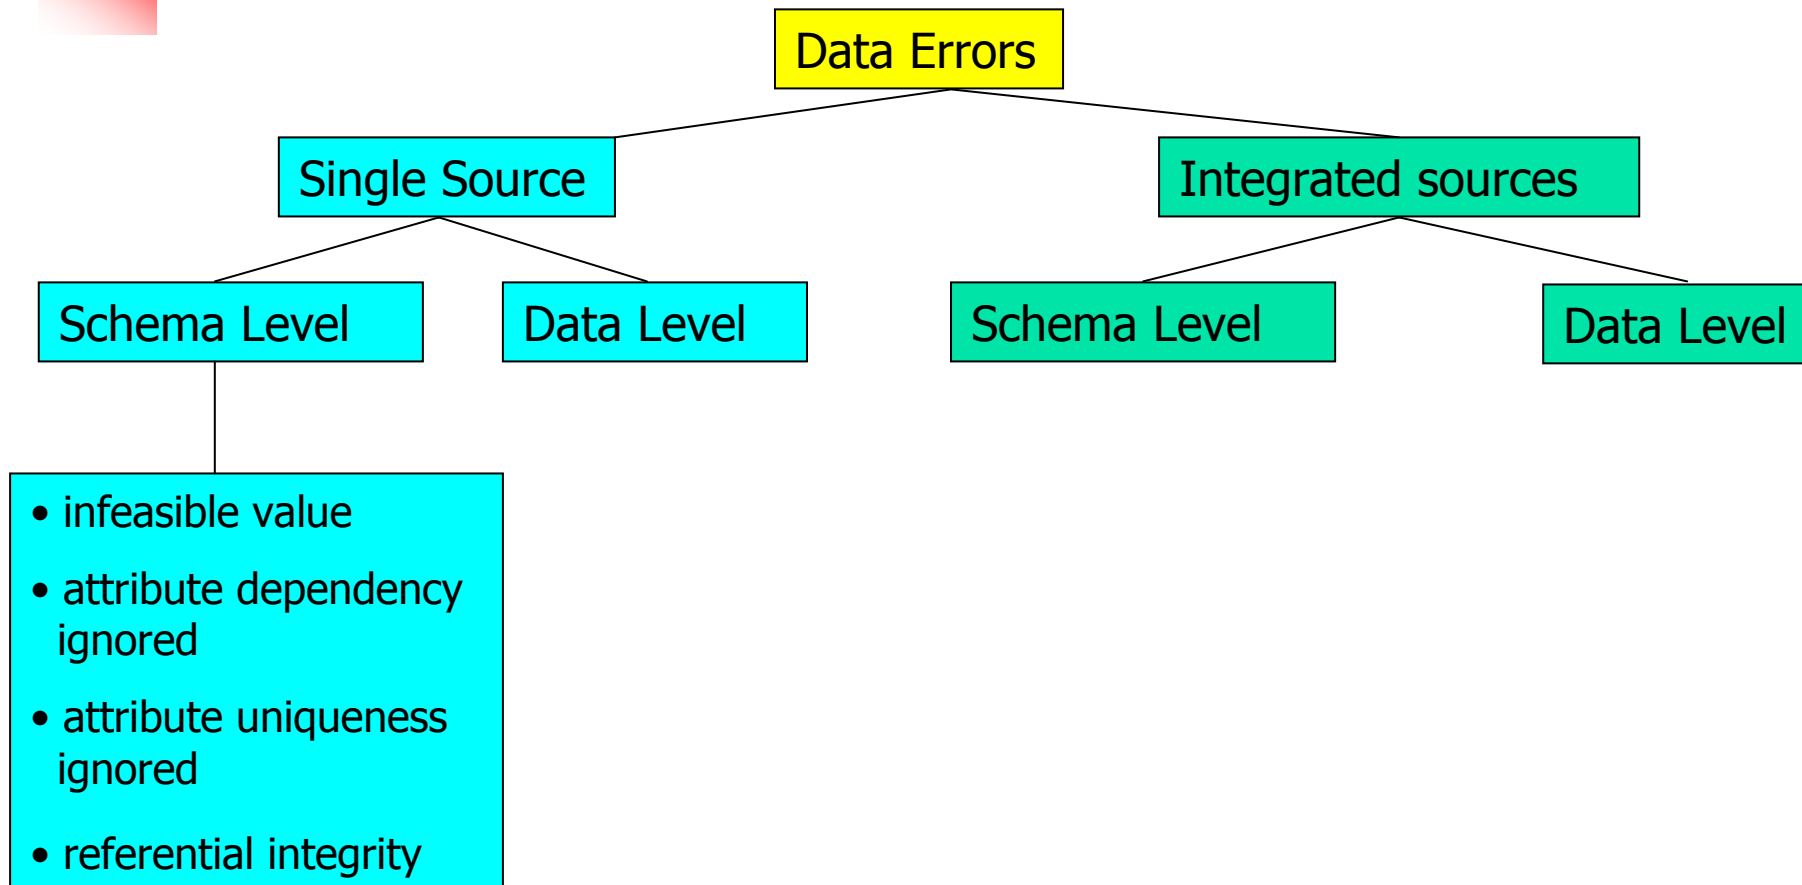 Data Errors
Single Source
Integrated sources
Schema Level
Data Level
Schema Level
Data Level
• infeasible value
• attribute dependency
ignored
• attribute uniqueness
ignored
• referential integrity